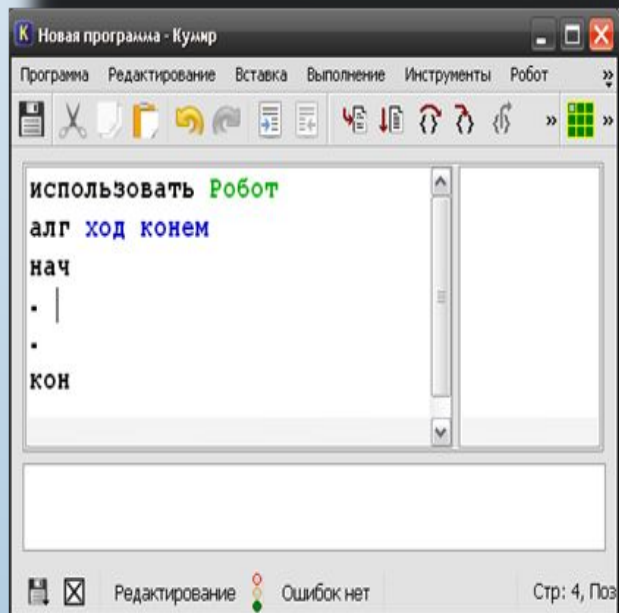 Новая программа - Кумир
Программа Редактирование Вставка Выполнение Инструменты Робот »
использовать Робот
алг ход конем
нач
.
.
кон
Редактирование Ошибок нет Стр: 4, Поз